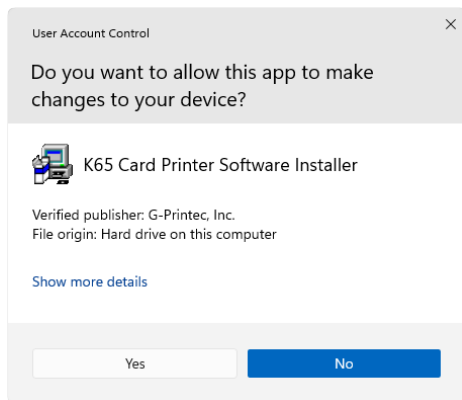 User Account Control
Do you want to allow this app to make
changes to your device?
K65 Card Printer Software Installer
Verified publisher: G-Printec, Inc.
File origin: Hard drive on this computer
Show more details
Yes
No